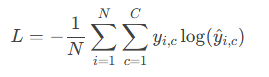 L = -\frac{1}{N} \sum_{i=1}^{N} \sum_{c=1}^{C} y_{i,c} \log(\hat{y}_{i,c})